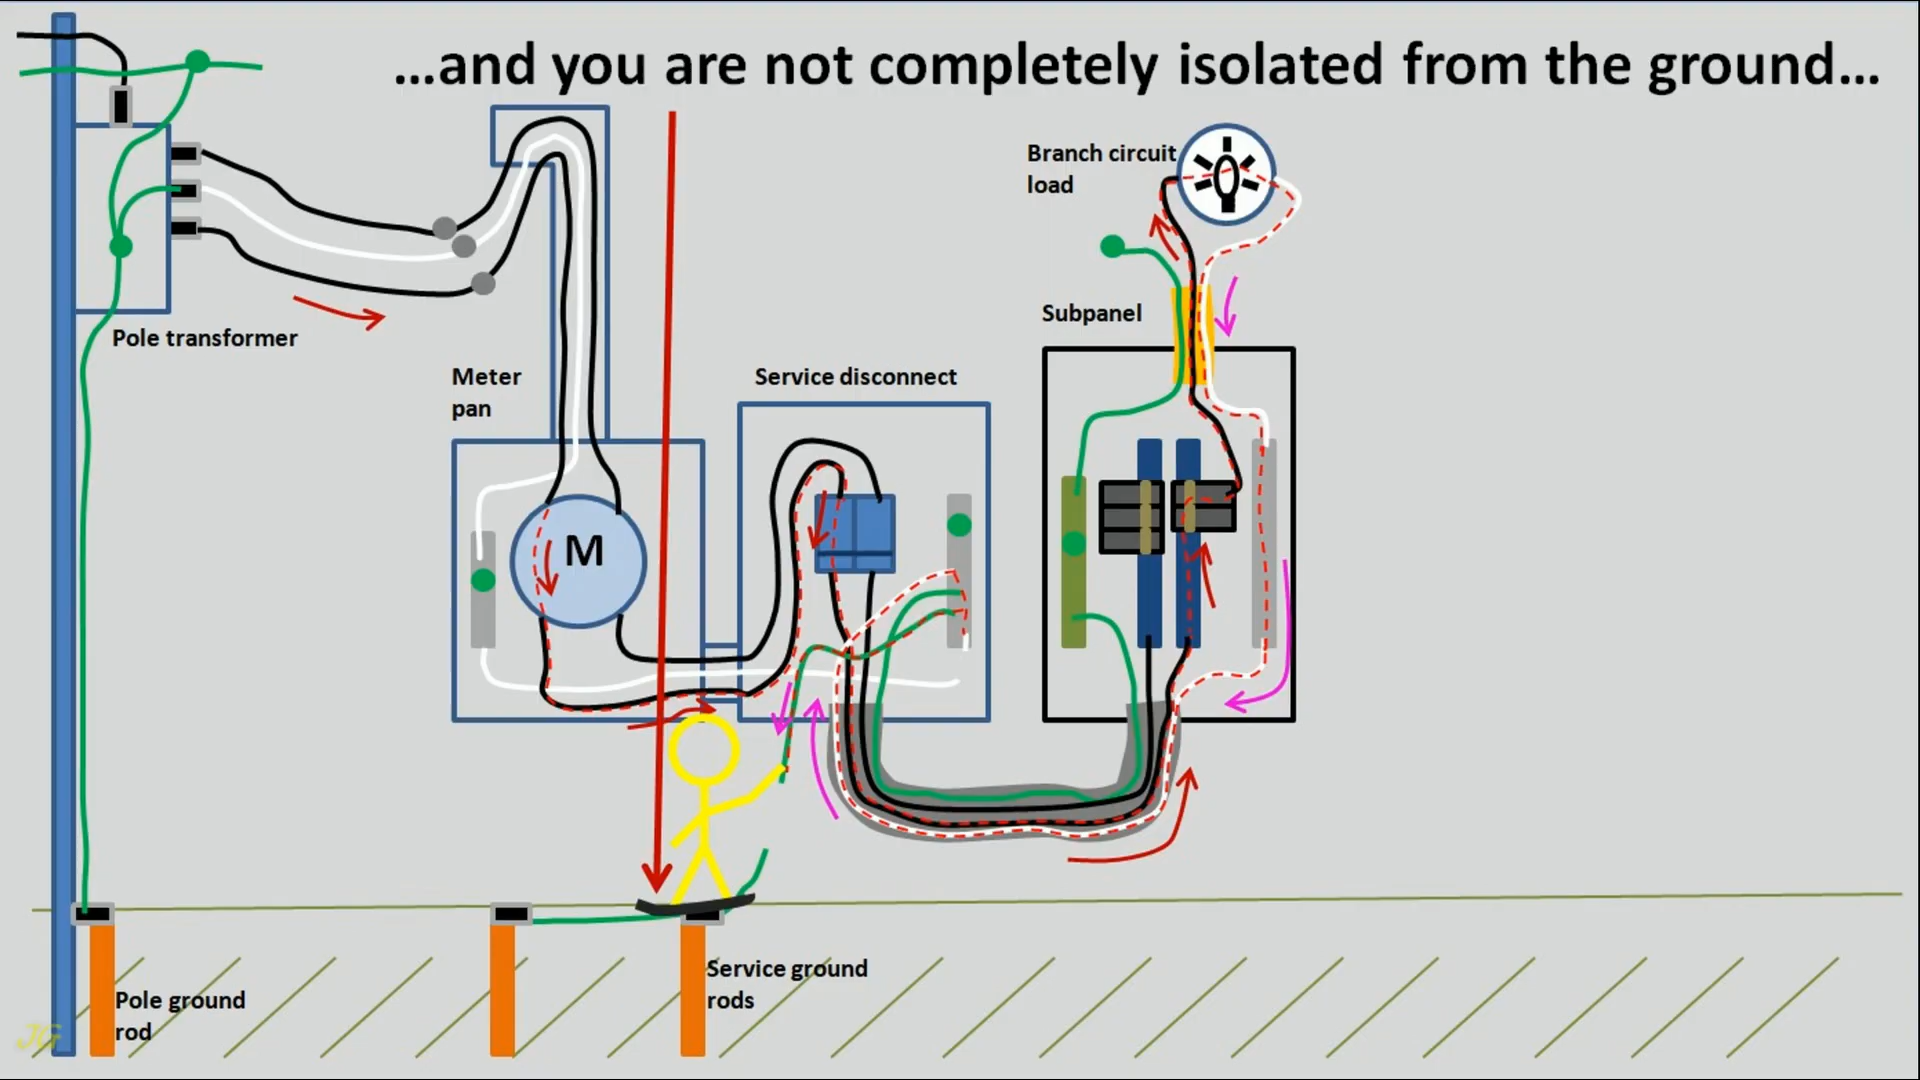 ...and you are not completely isolated from the ground...
Branch circuit
load
Subpanel
Pole transformer
Meter
pan
Service disconnect
M
Service ground
rods
Pole ground
rod
JG